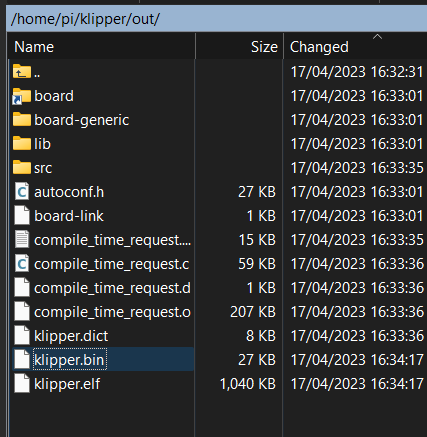 /home/pi/klipper/out/
Name Size Changed
.. 17/04/2023 16:32:31
board 17/04/2023 16:33:01
board-generic 17/04/2023 16:33:01
lib 17/04/2023 16:33:01
src 17/04/2023 16:33:35
autoconf.h 27 KB 17/04/2023 16:33:01
board-link 1 KB 17/04/2023 16:33:01
compile_time_request.... 15 KB 17/04/2023 16:33:35
compile_time_request.c 59 KB 17/04/2023 16:33:36
compile_time_request.d 1 KB 17/04/2023 16:33:36
compile_time_request.o 207 KB 17/04/2023 16:33:36
klipper.dict 8 KB 17/04/2023 16:33:36
klipper.bin 27 KB 17/04/2023 16:34:17
klipper.elf 1,040 KB 17/04/2023 16:34:17